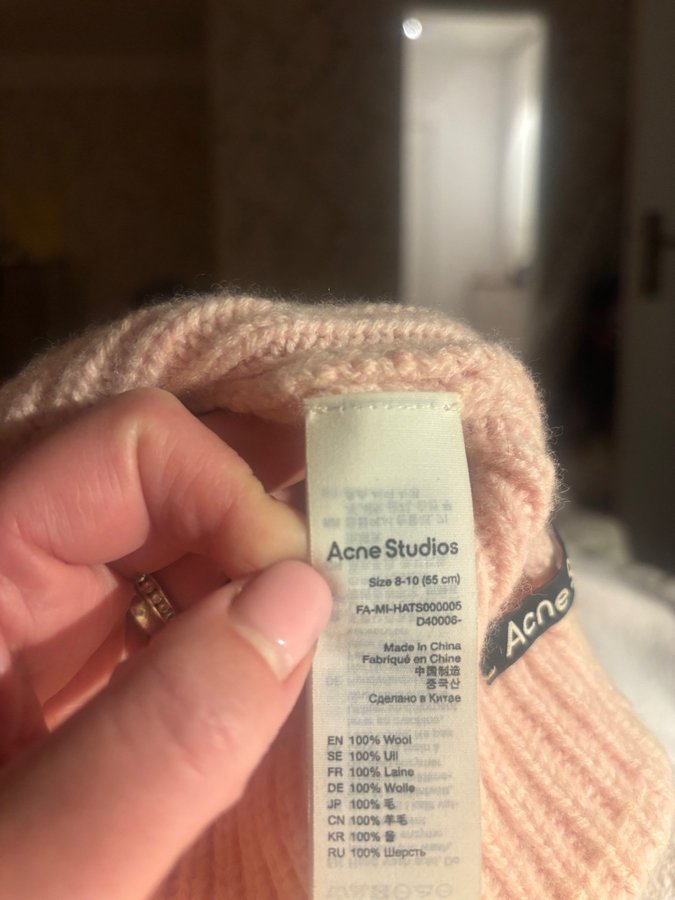 Acne Studios
Size 8-10 (55 cm)
FA-MI-HATS000005
D40006-
Made in China
Fabriqué en Chine
中国制造
중국산
Сделано в Китае
EN 100% Wool
SE 100% Ull
FR 100% Laine
DE 100% Wolle
JP 100% 毛
CN 100% 羊毛
KR 100% 울
RU 100% Шерсть
Acne